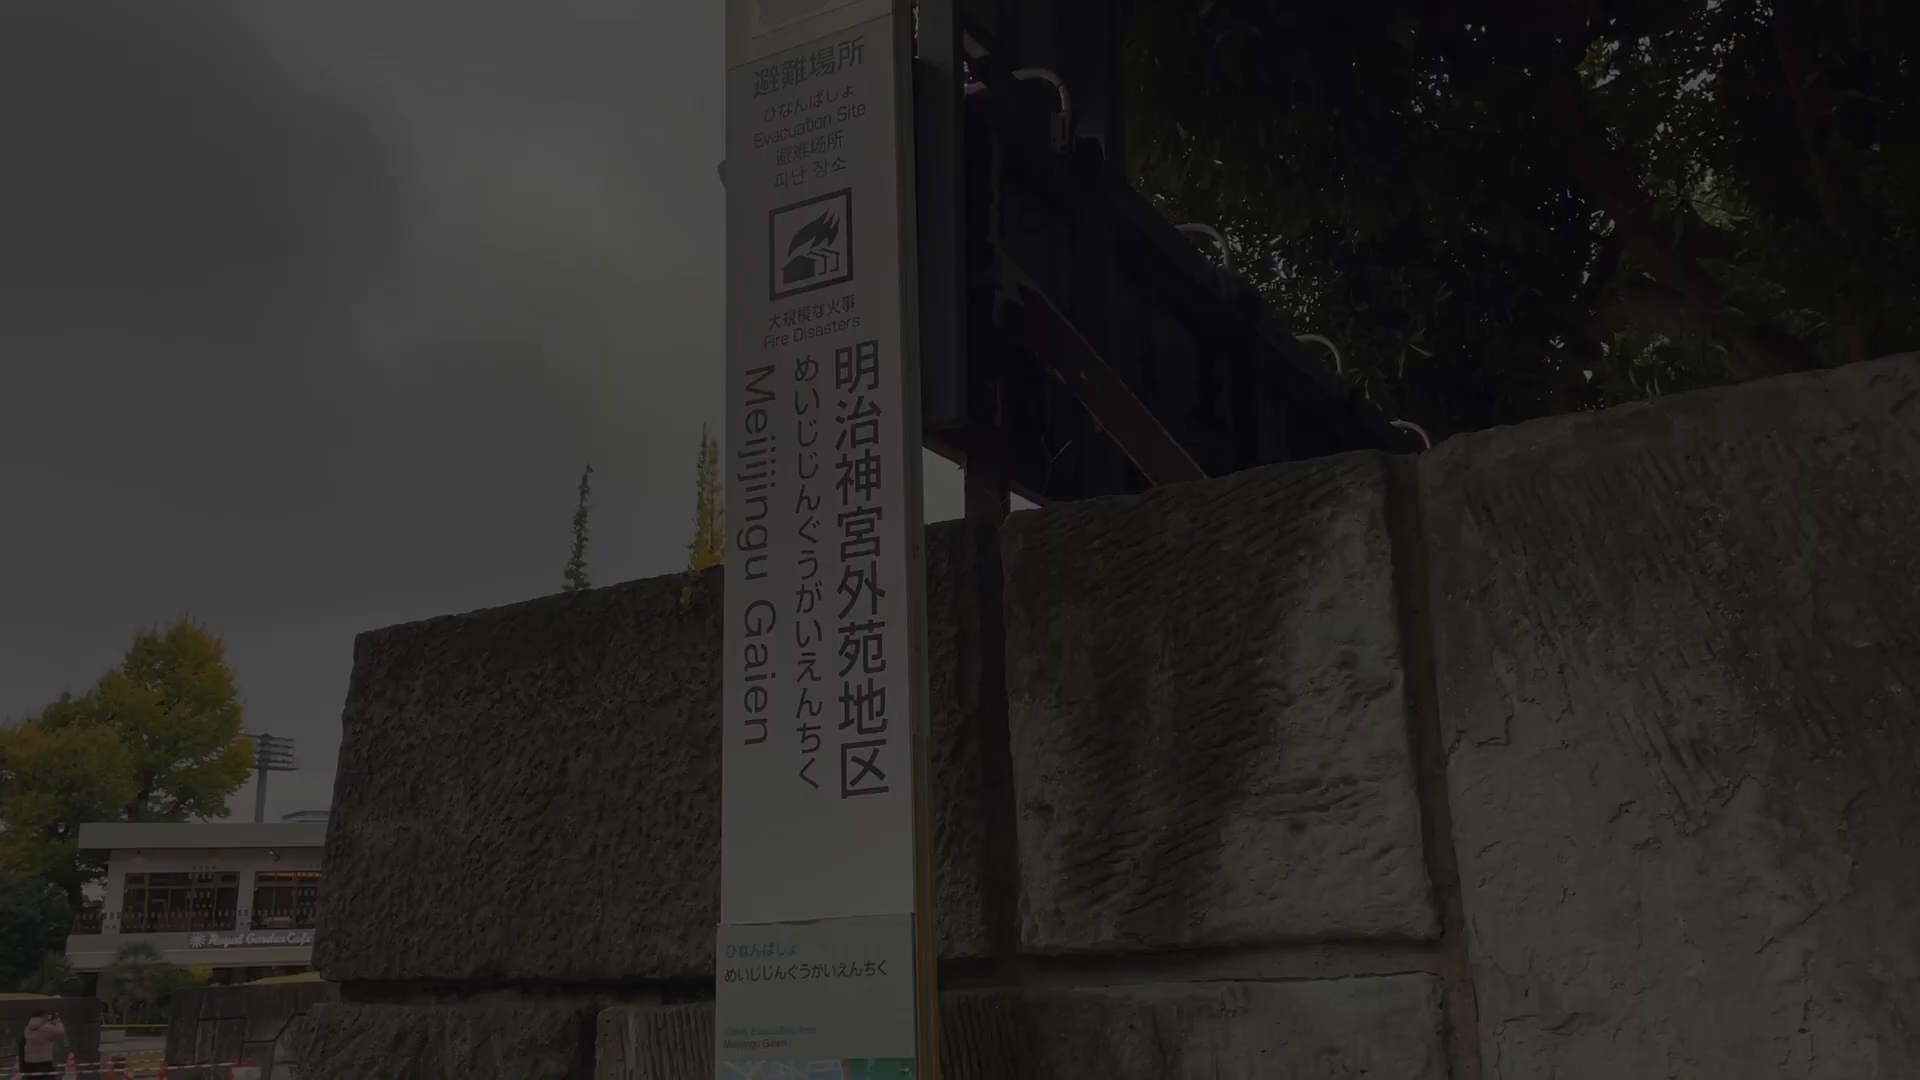 避難場所
ひなんばしょ
Evacuation Site
避难场所
피난 장소
大規模な火事
Fire Disasters
明治神宮外苑地区
めいじじんぐうがいえんちく
Meijijingu Gaien
ひなんばしょ
めいじじんぐうがいえんちく
Meijijingu Gaien
Royal Garden Cafe